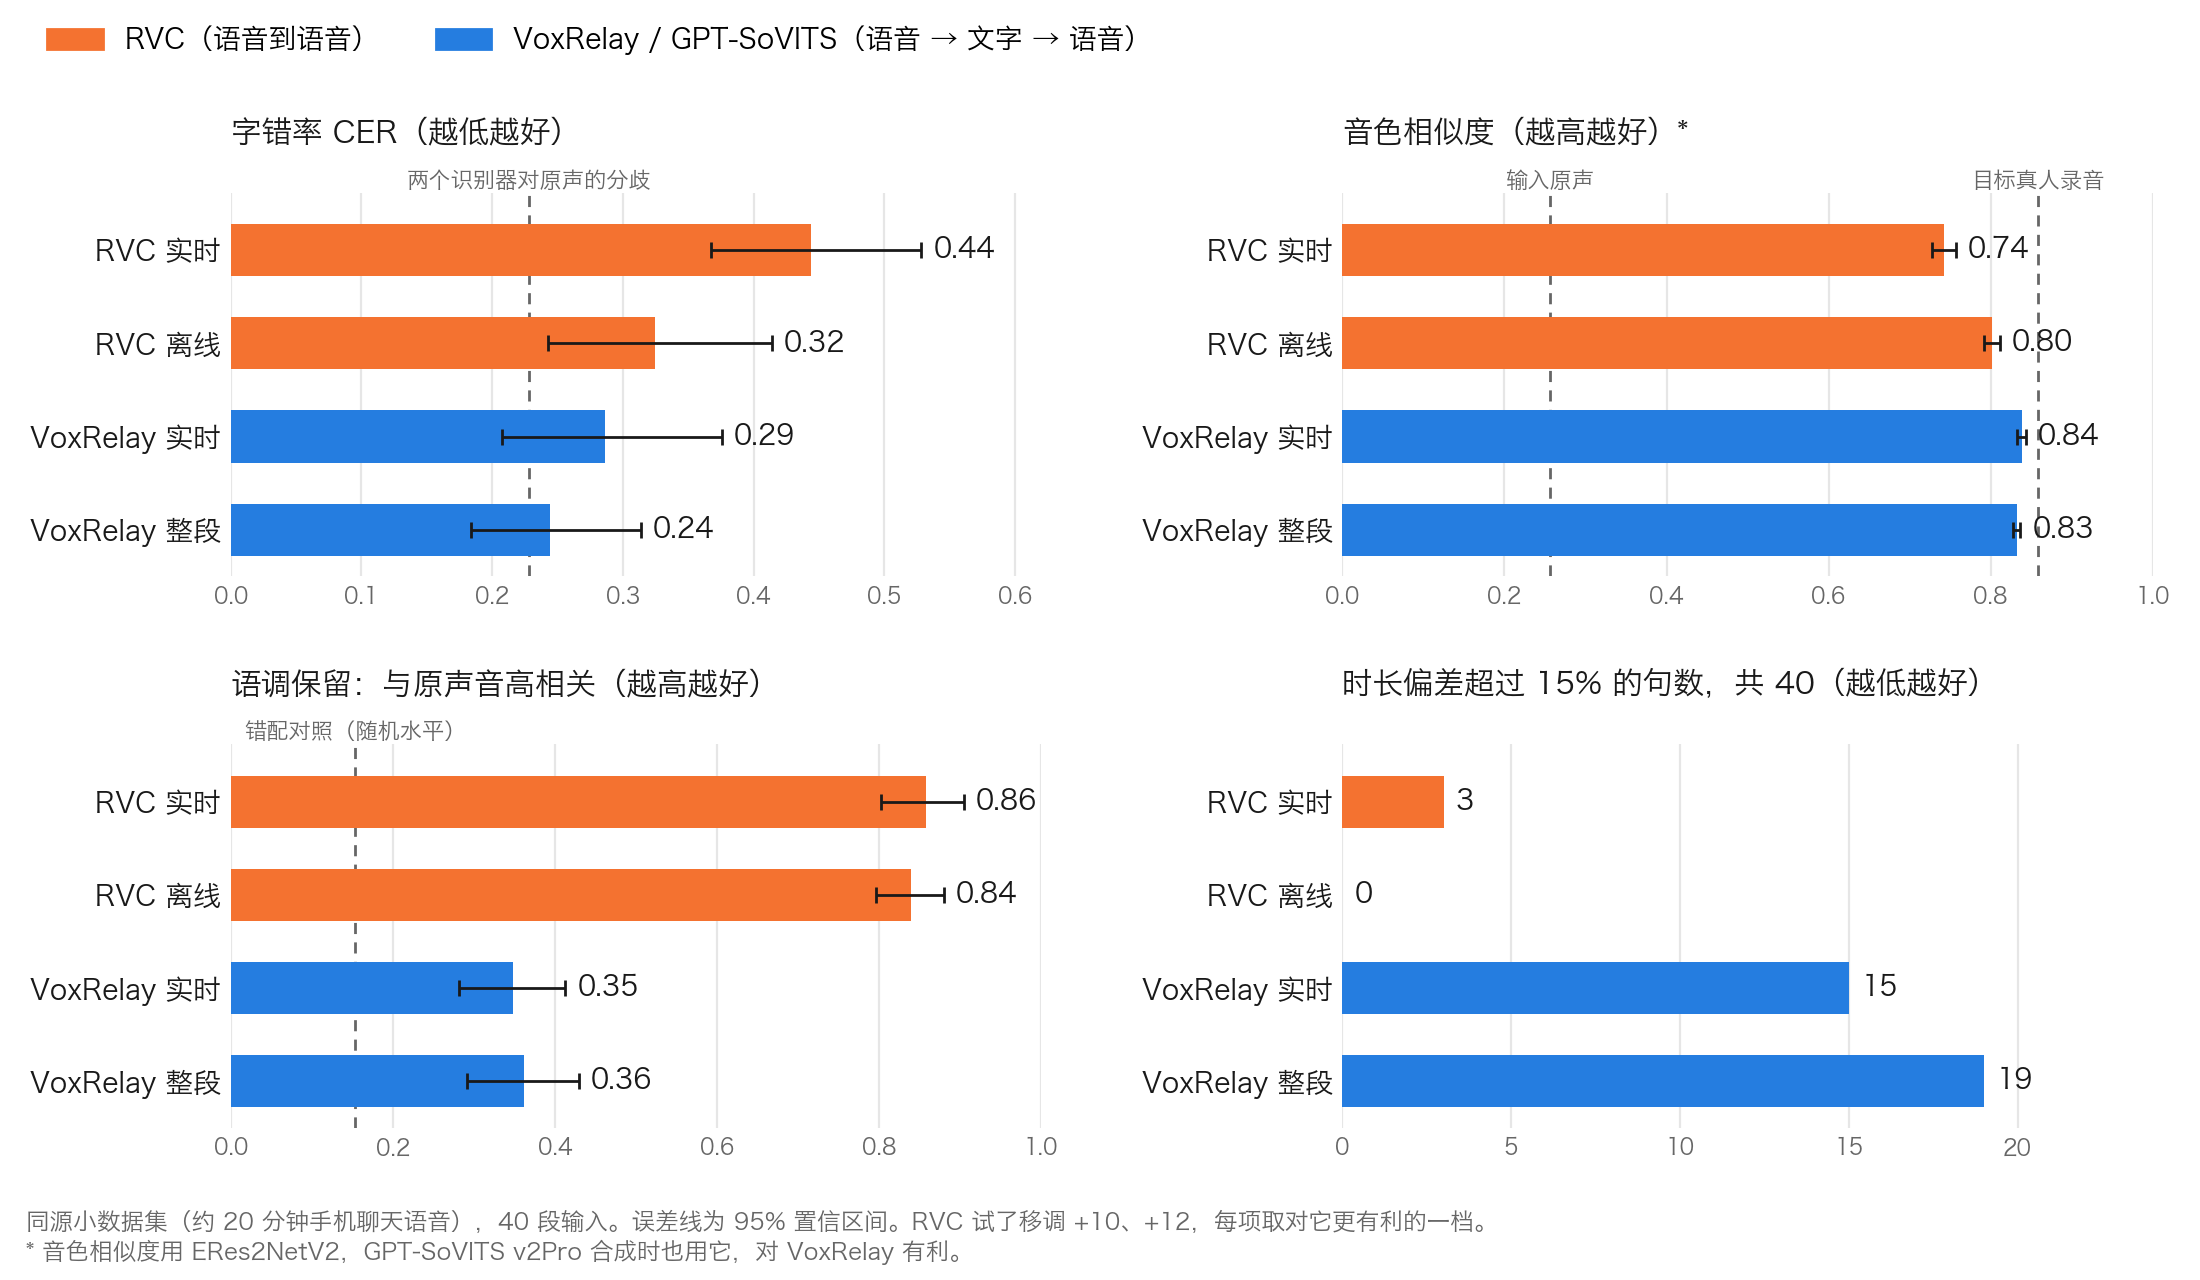 RVC（语音到语音） VoxRelay / GPT-SoVITS（语音 → 文字 → 语音）
字错率 CER（越低越好）
两个识别器对原声的分歧
RVC 实时 0.44
RVC 离线 0.32
VoxRelay 实时 0.29
VoxRelay 整段 0.24
0.0 0.1 0.2 0.3 0.4 0.5 0.6
音色相似度（越高越好）*
输入原声 目标真人录音
RVC 实时 0.74
RVC 离线 0.80
VoxRelay 实时 0.84
VoxRelay 整段 0.83
0.0 0.2 0.4 0.6 0.8 1.0
语调保留：与原声音高相关（越高越好）
错配对照（随机水平）
RVC 实时 0.86
RVC 离线 0.84
VoxRelay 实时 0.35
VoxRelay 整段 0.36
0.0 0.2 0.4 0.6 0.8 1.0
时长偏差超过 15% 的句数，共 40（越低越好）
RVC 实时 3
RVC 离线 0
VoxRelay 实时 15
VoxRelay 整段 19
0 5 10 15 20
同源小数据集（约 20 分钟手机聊天语音），40 段输入。误差线为 95% 置信区间。RVC 试了移调 +10、+12，每项取对它更有利的一档。
* 音色相似度用 ERes2NetV2，GPT-SoVITS v2Pro 合成时也用它，对 VoxRelay 有利。